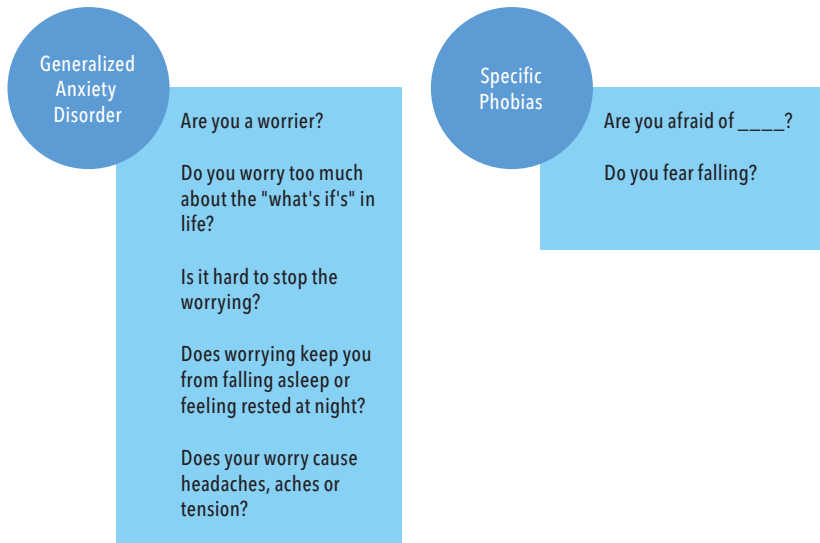 Generalized
Anxiety
Disorder
Are you a worrier?
Do you worry too much
about the "what's if's" in
life?
Is it hard to stop the
worrying?
Does worrying keep you
from falling asleep or
feeling rested at night?
Does your worry cause
headaches, aches or
tension?
Specific
Phobias
Are you afraid of ____?
Do you fear falling?